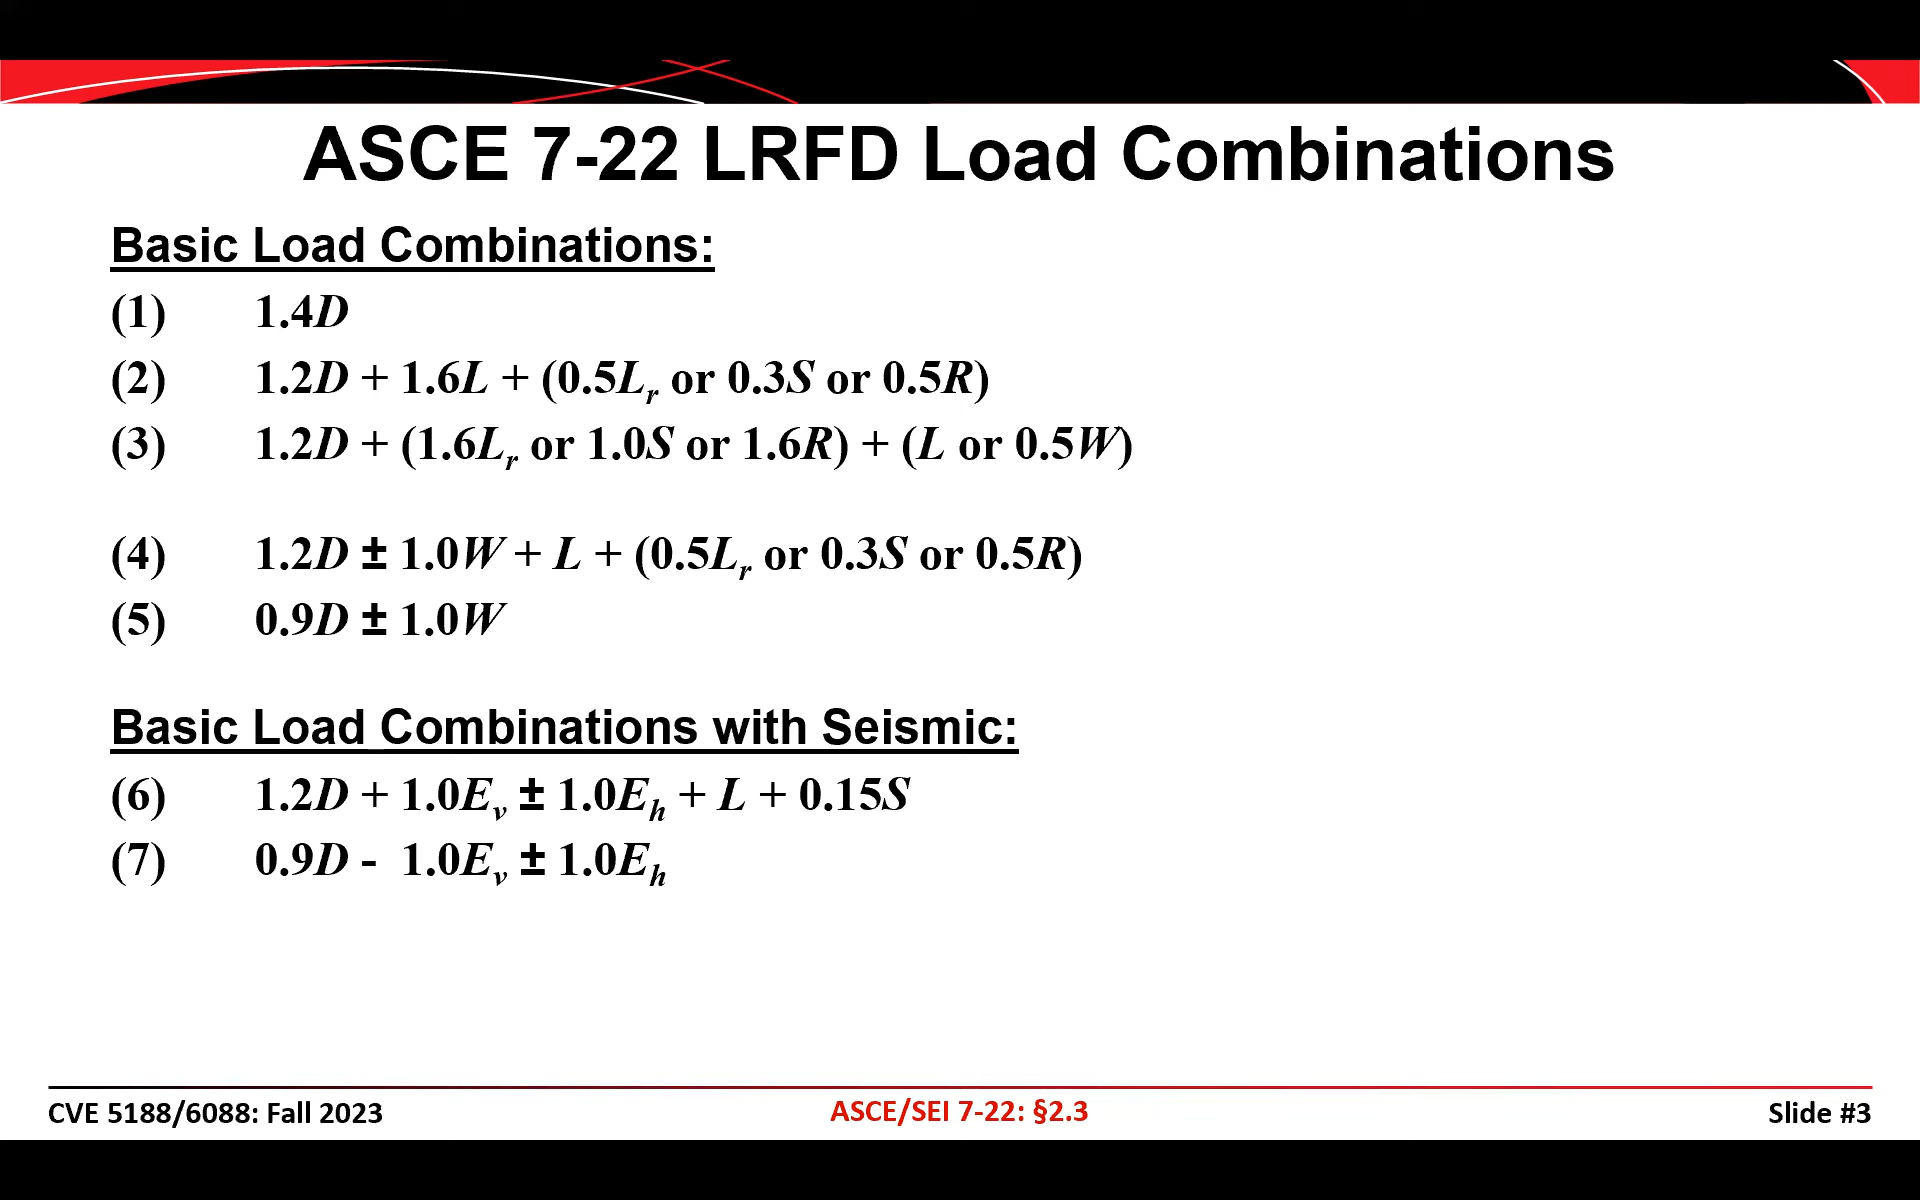 ASCE 7-22 LRFD Load Combinations
Basic Load Combinations:
(1) 1.4D
(2) 1.2D + 1.6L + (0.5Lr or 0.3S or 0.5R)
(3) 1.2D + (1.6Lr or 1.0S or 1.6R) + (L or 0.5W)
(4) 1.2D ± 1.0W + L + (0.5Lr or 0.3S or 0.5R)
(5) 0.9D ± 1.0W
Basic Load Combinations with Seismic:
(6) 1.2D + 1.0Ev ± 1.0Eh + L + 0.15S
(7) 0.9D - 1.0Ev ± 1.0Eh
CVE 5188/6088: Fall 2023
ASCE/SEI 7-22: §2.3
Slide #3